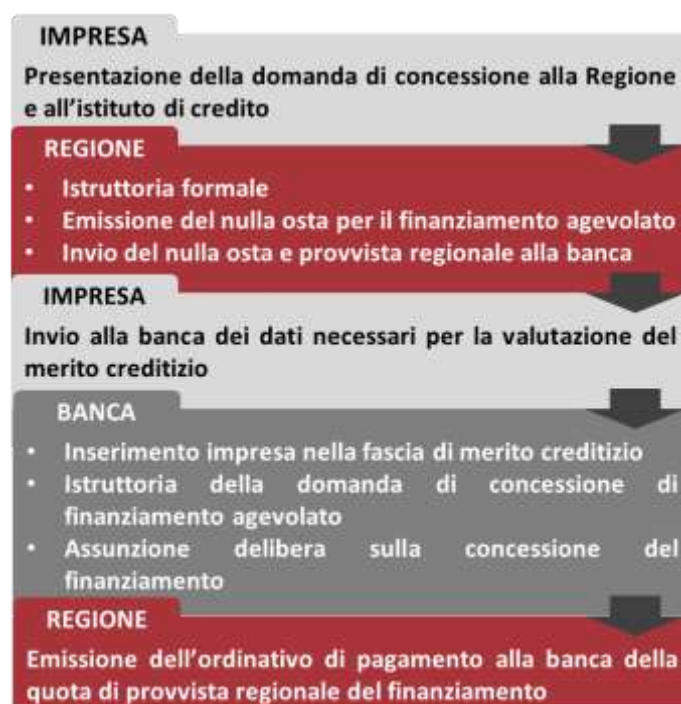 IMPRESA
Presentazione della domanda di concessione alla Regione
e all'istituto di credito
REGIONE
• Istruttoria formale
• Emissione del nulla osta per il finanziamento agevolato
• Invio del nulla osta e provvista regionale alla banca
IMPRESA
Invio alla banca dei dati necessari per la valutazione del
merito creditizio
BANCA
• Inserimento impresa nella fascia di merito creditizio
• Istruttoria della domanda di concessione di
finanziamento agevolato
• Assunzione delibera sulla concessione del
finanziamento
REGIONE
Emissione dell'ordinativo di pagamento alla banca della
quota di provvista regionale del finanziamento